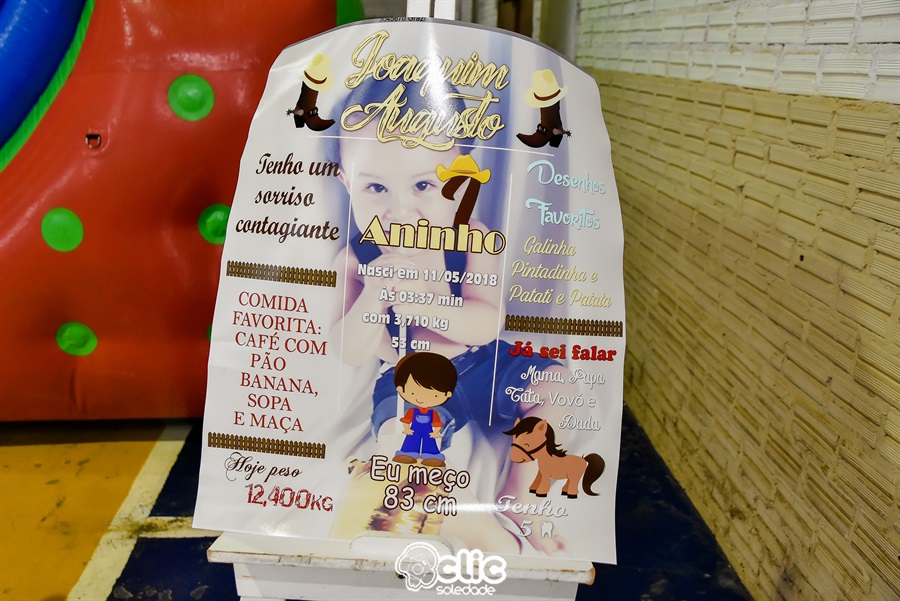 Joaquim
Augusto
Tenho um
sorriso
contagiante
COMIDA
FAVORITA:
CAFÉ COM
PÃO
BANANA,
SOPA
E MAÇA
Hoje peso
12,400KG
1
Aninho
Nasci em 11/05/2018
Às 03:37 min
com 3,710 kg
53 cm
Eu meço
83 cm
Desenhos
Favoritos
Galinha
Pintadinha e
Patati e Patata
Já sei falar
Mama, Papa,
Tata, Vovó e
Dada
Tenho
5
clic
soledade